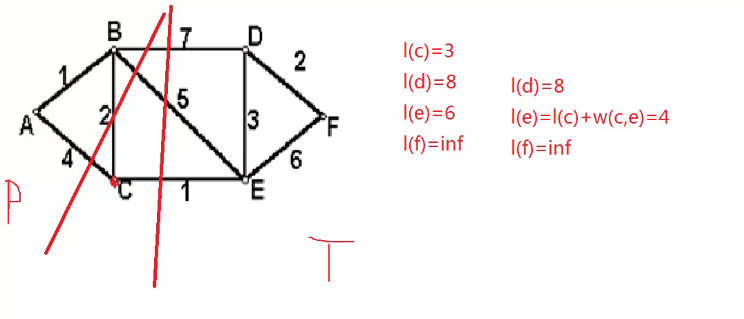 B
7
D
1
2
5
2
A
3
F
4
6
C
1
E
P
T
l(c)=3
l(d)=8
l(e)=6
l(f)=inf
l(d)=8
l(e)=l(c)+w(c,e)=4
l(f)=inf